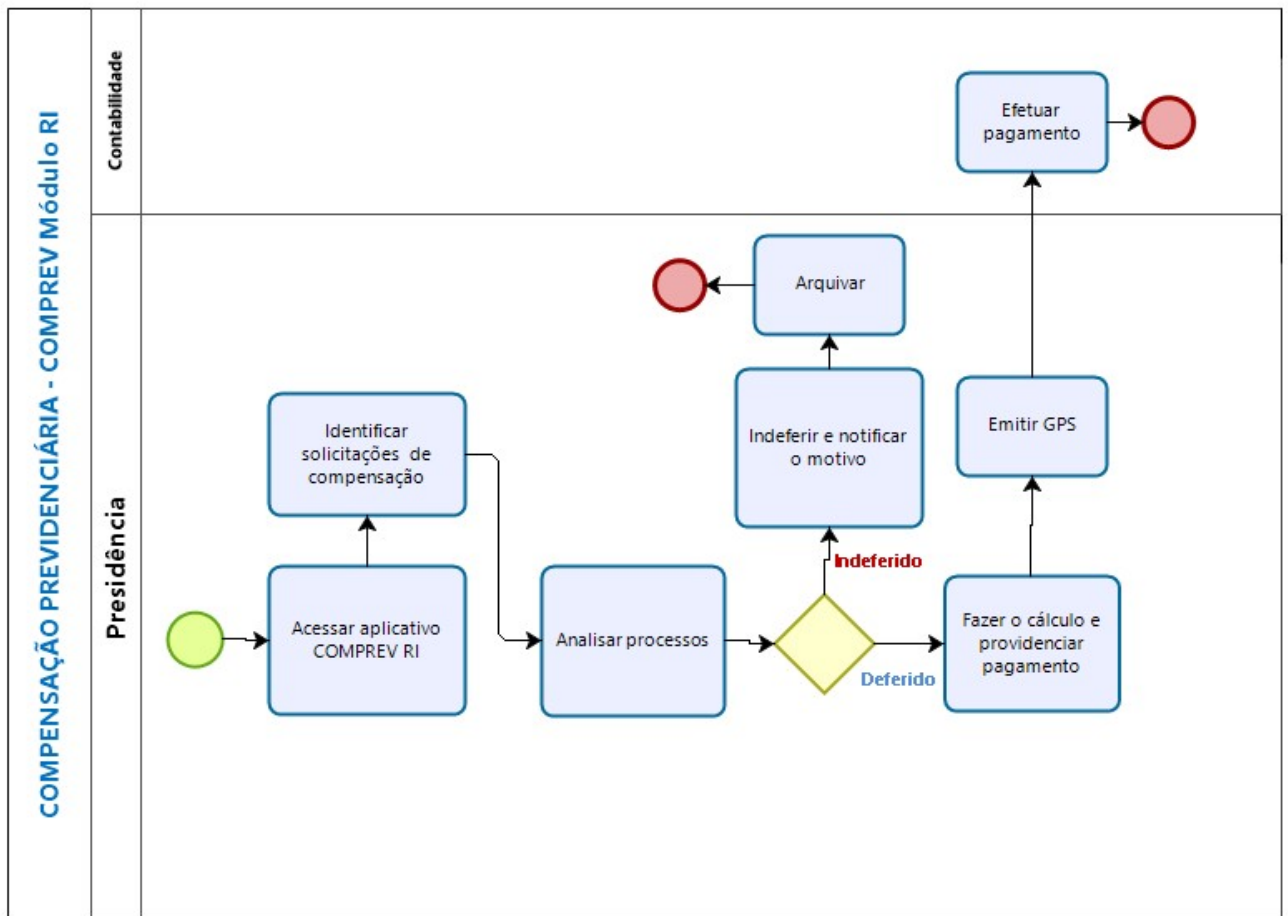 COMPENSAÇÃO PREVIDENCIÁRIA - COMPREV Módulo RI
Contabilidade
Efetuar
pagamento
Presidência
Arquivar
Identificar
solicitações de
compensação
Indeferir e notificar
o motivo
Emitir GPS
Indeferido
Acessar aplicativo
COMPREV RI
Analisar processos
Deferido
Fazer o cálculo e
providenciar
pagamento